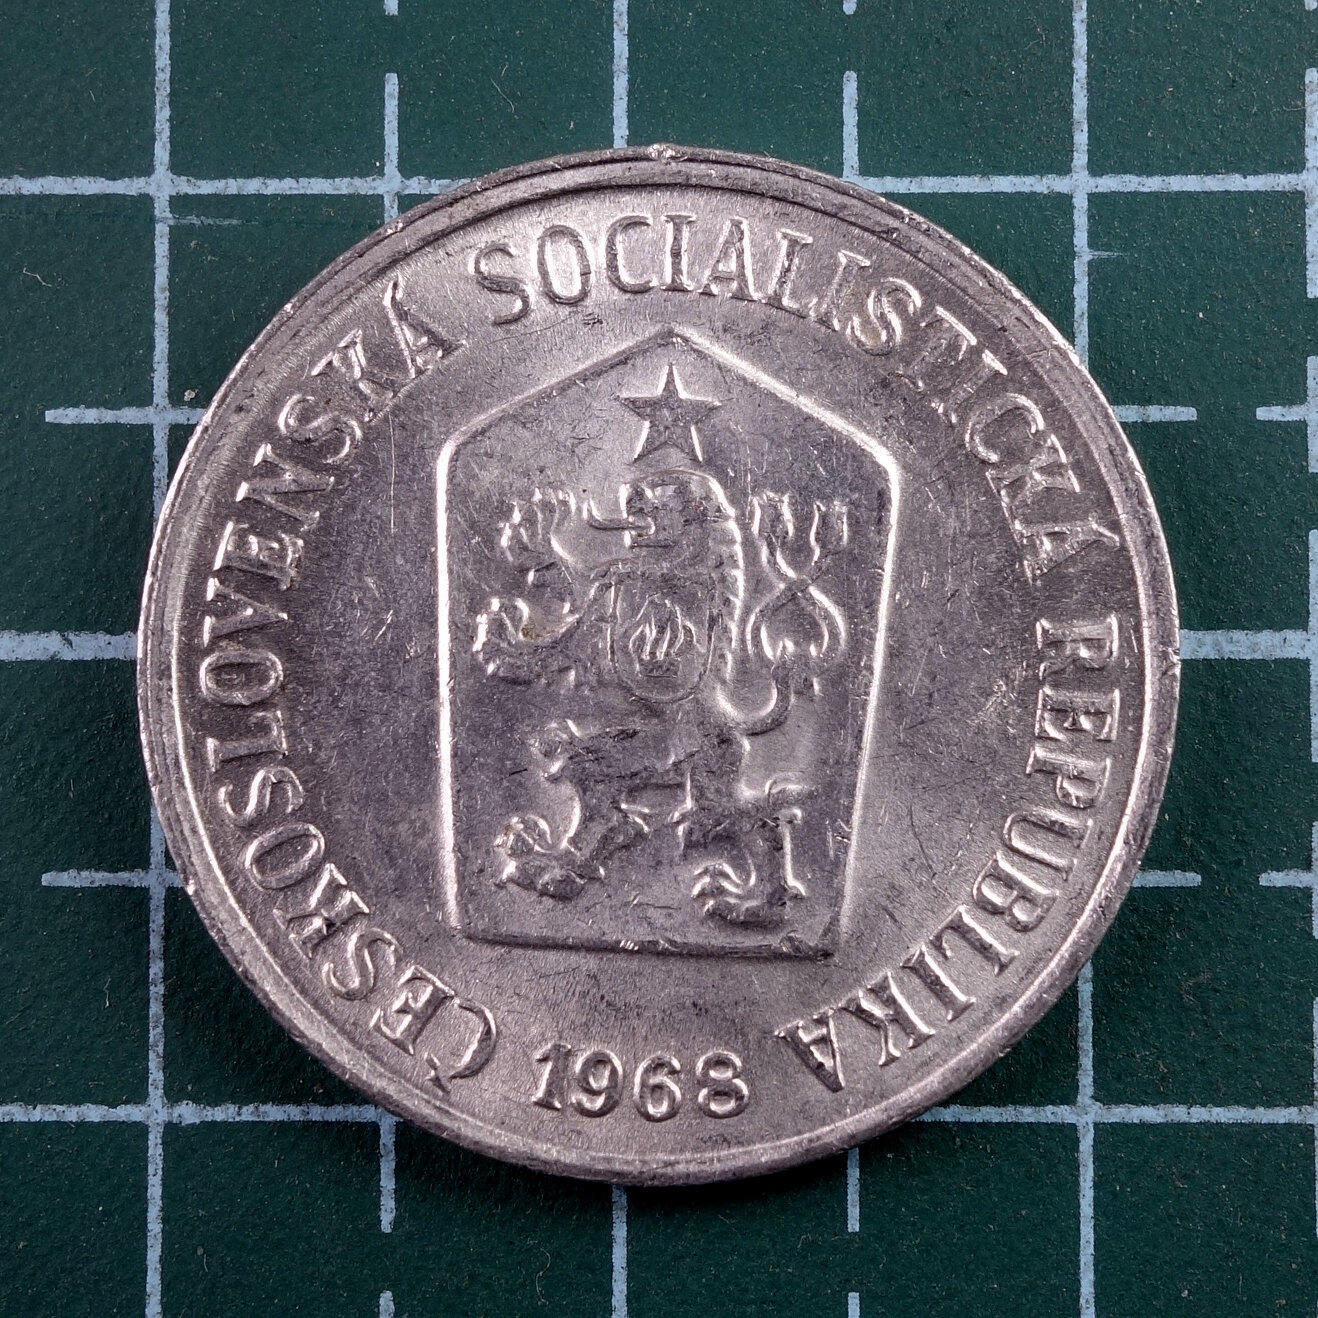 ČESKOSLOVENSKÁ SOCIALISTICKÁ REPUBLIKA
1968